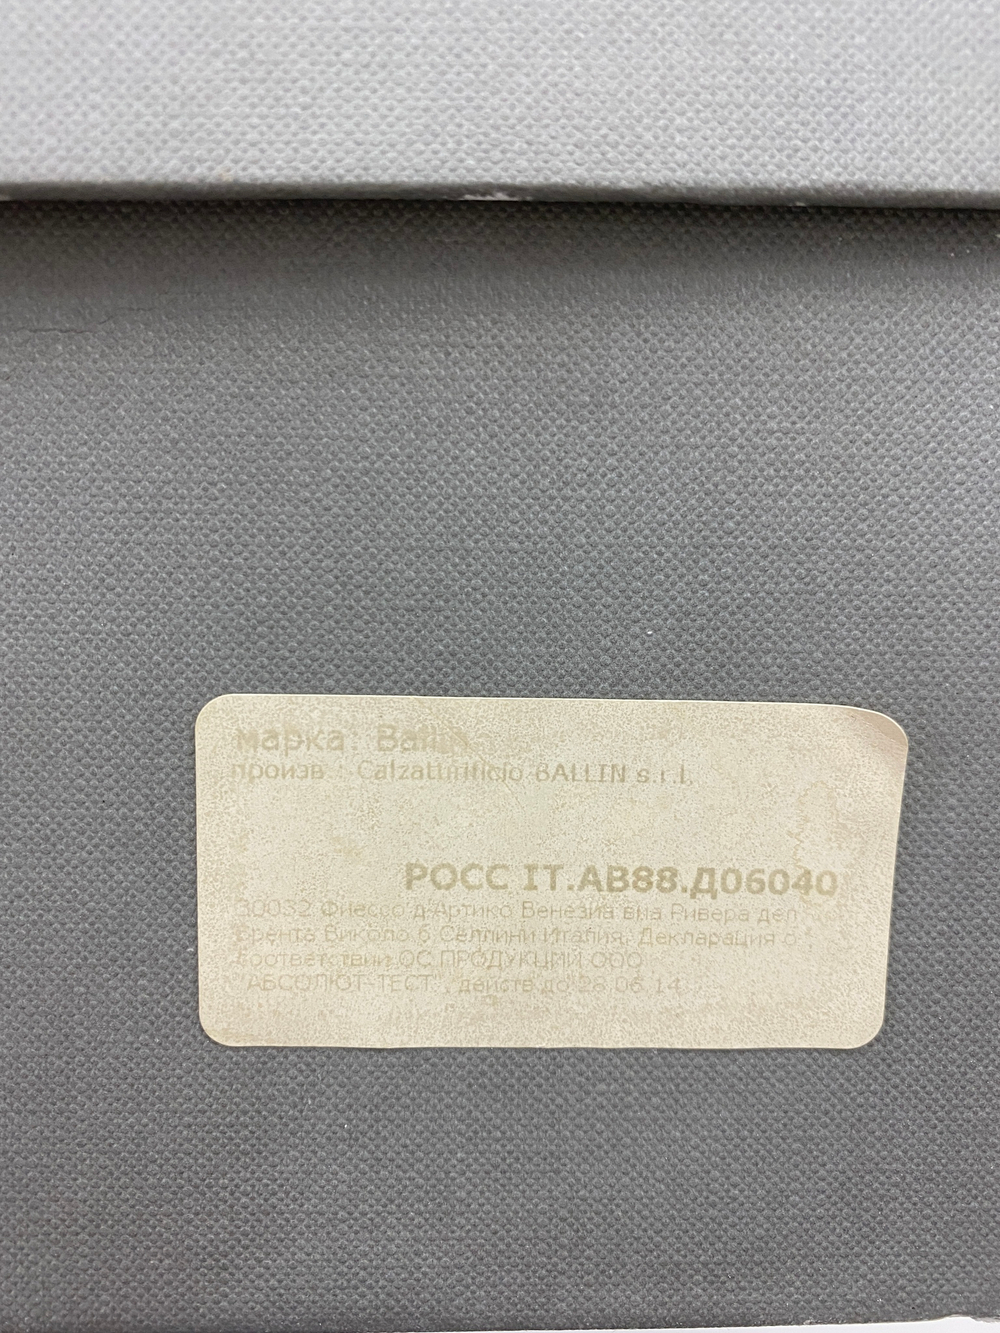 марка: Ballin
произв.: Calzaturificio BALLIN s.r.l.
РОСС IT.АВ88.Д06040
30032 Фиессо д'Артико Венезиа виа Ривера дел
Брента Виколо б.Селлини Италия, Декларация о
соответствии ОС ПРОДУКЦИИ ООО
"АБСОЛЮТ-ТЕСТ", действ до 28.06.14